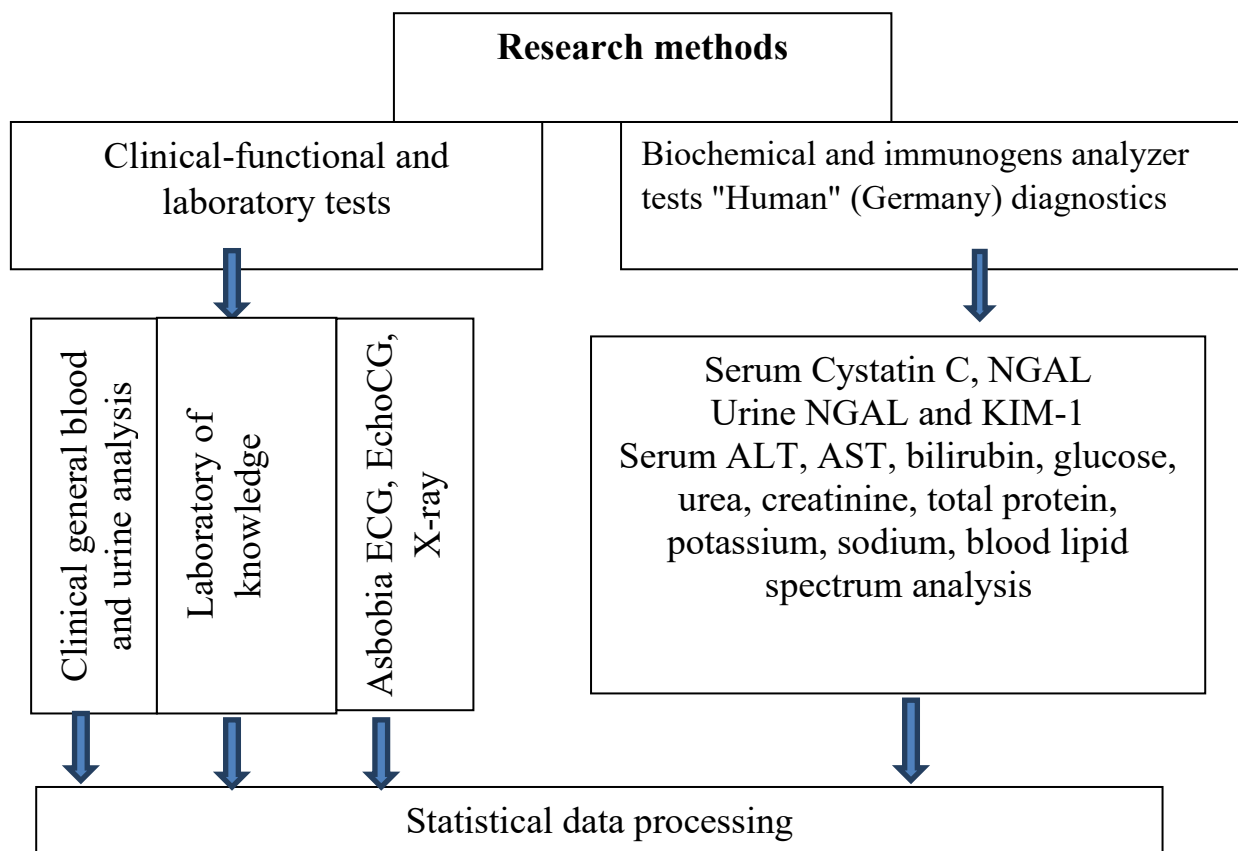 Research methods
Clinical-functional and
laboratory tests
Biochemical and immunogens analyzer
tests "Human" (Germany) diagnostics
Clinical general blood
and urine analysis
Laboratory of
knowledge
Asbobia ECG, EchoCG,
X-ray
Serum Cystatin C, NGAL
Urine NGAL and KIM-1
Serum ALT, AST, bilirubin, glucose,
urea, creatinine, total protein,
potassium, sodium, blood lipid
spectrum analysis
Statistical data processing